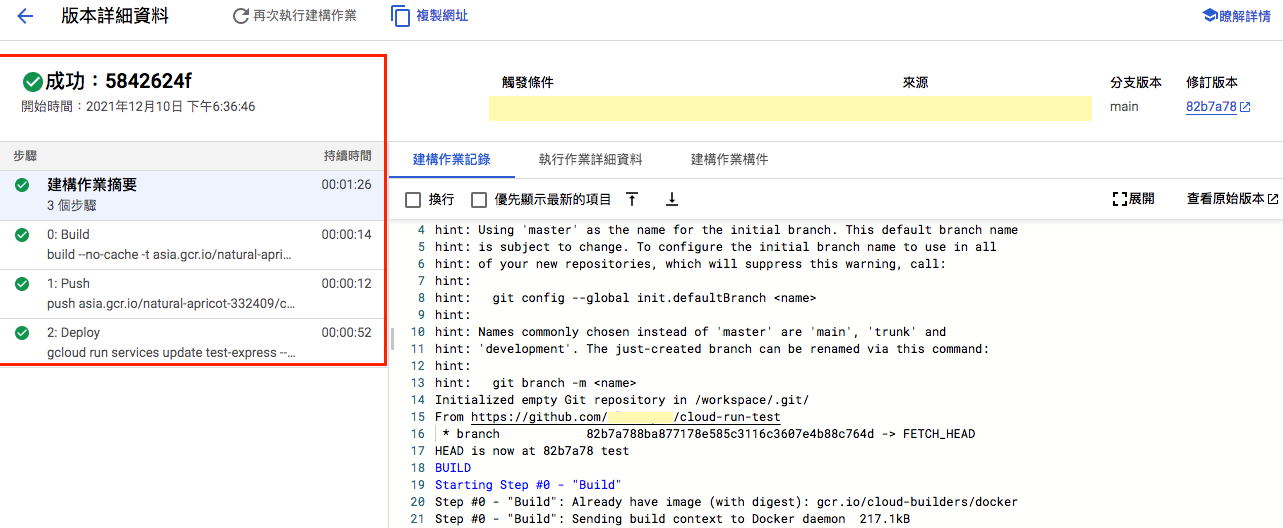 版本詳細資料
再次執行建構作業
複製網址
瞭解詳情
成功：5842624f
開始時間：2021年12月10日 下午6:36:46
觸發條件
來源
分支版本
修訂版本
main
82b7a78
步驟
持續時間
建構作業摘要
00:01:26
3 個步驟
0: Build
00:00:14
build --no-cache -t asia.gcr.io/natural-apri...
1: Push
00:00:12
push asia.gcr.io/natural-apricot-332409/c...
2: Deploy
00:00:52
gcloud run services update test-express --...
建構作業記錄
執行作業詳細資料
建構作業構件
換行
優先顯示最新的項目
展開
查看原始版本
4 hint: Using 'master' as the name for the initial branch. This default branch name
5 hint: is subject to change. To configure the initial branch name to use in all
6 hint: of your new repositories, which will suppress this warning, call:
7 hint:
8 hint:   git config --global init.defaultBranch <name>
9 hint:
10 hint: Names commonly chosen instead of 'master' are 'main', 'trunk' and
11 hint: 'development'. The just-created branch can be renamed via this command:
12 hint:
13 hint:   git branch -m <name>
14 Initialized empty Git repository in /workspace/.git/
15 From https://github.com/ /cloud-run-test
16  * branch            82b7a788ba877178e585c3116c3607e4b88c764d -> FETCH_HEAD
17 HEAD is now at 82b7a78 test
18 BUILD
19 Starting Step #0 - "Build"
20 Step #0 - "Build": Already have image (with digest): gcr.io/cloud-builders/docker
21 Step #0 - "Build": Sending build context to Docker daemon  217.1kB